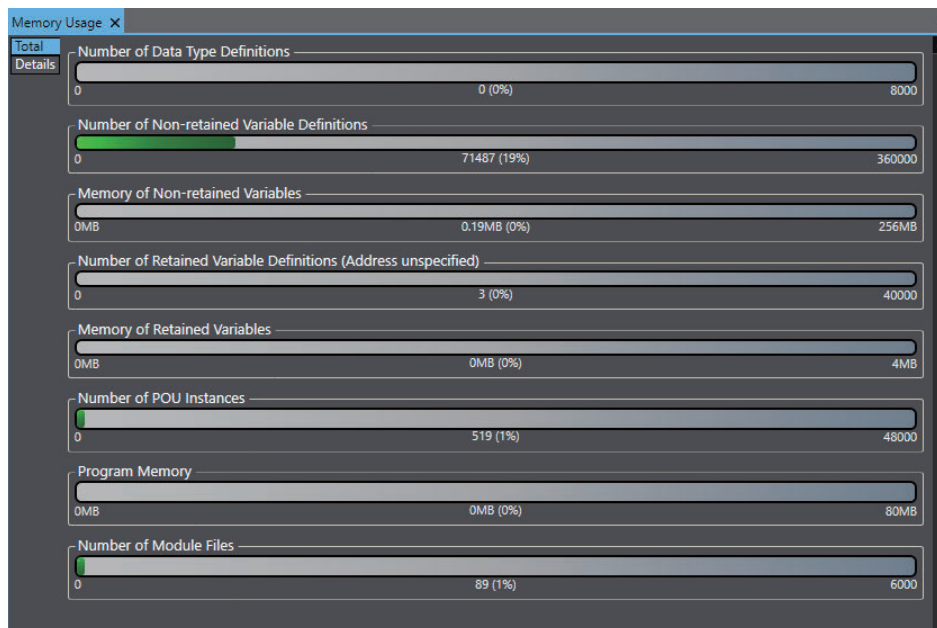 Memory Usage ×
Total
Details
Number of Data Type Definitions
0 0 (0%) 8000
Number of Non-retained Variable Definitions
0 71487 (19%) 360000
Memory of Non-retained Variables
0MB 0.19MB (0%) 256MB
Number of Retained Variable Definitions (Address unspecified)
0 3 (0%) 40000
Memory of Retained Variables
0MB 0MB (0%) 4MB
Number of POU Instances
0 519 (1%) 48000
Program Memory
0MB 0MB (0%) 80MB
Number of Module Files
0 89 (1%) 6000